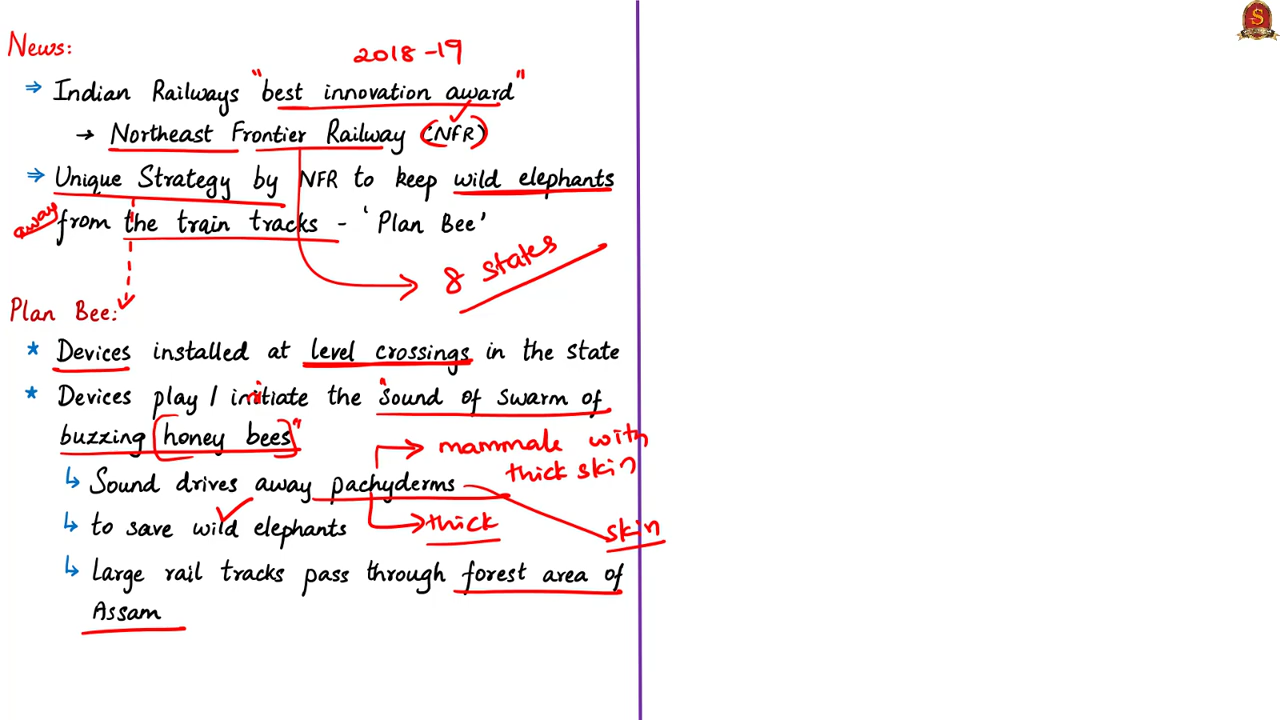 News:
2018-19
⇒ Indian Railways "best innovation award"
→ Northeast Frontier Railway (NFR)
⇒ Unique Strategy by NFR to keep wild elephants
away from the train tracks - 'Plan Bee'
8 states
Plan Bee:
* Devices installed at level crossings in the state
* Devices play / initiate the "sound of swarm of
buzzing honey bees"
mammals with
thick skin
↳ Sound drives away pachyderms
thick
skin
↳ to save wild elephants
↳ Large rail tracks pass through forest area of
Assam
S